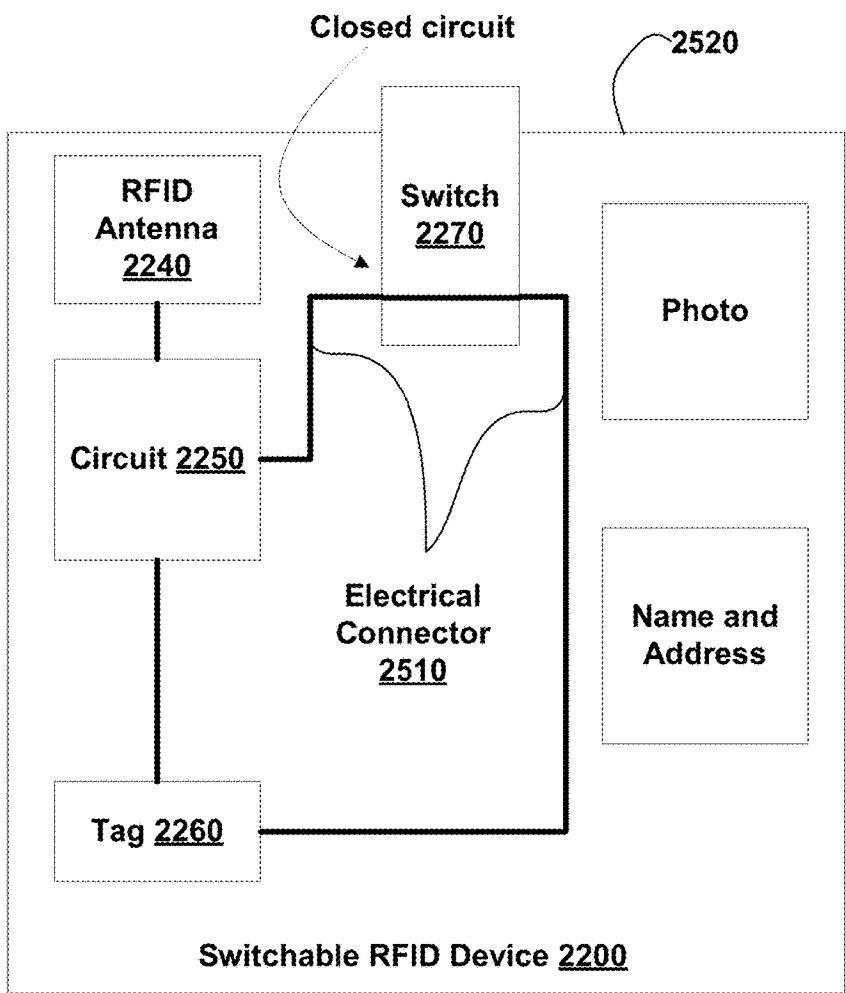 Closed circuit
2520
RFID
Antenna
2240
Switch
2270
Photo
Circuit 2250
Electrical
Connector
2510
Name and
Address
Tag 2260
Switchable RFID Device 2200